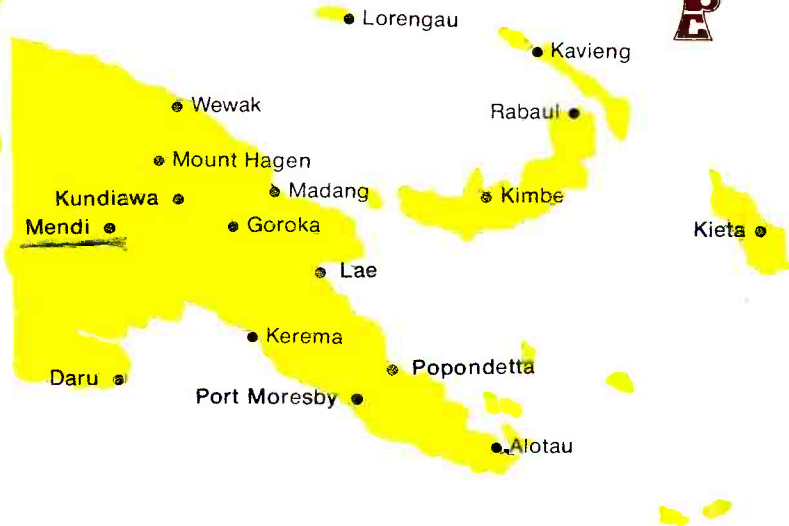 Lorengau
Kavieng
Wewak
Rabaul
Mount Hagen
Madang
Kundiawa
Kimbe
Mendi
Goroka
Kieta
Lae
Kerema
Popondetta
Daru
Port Moresby
Alotau